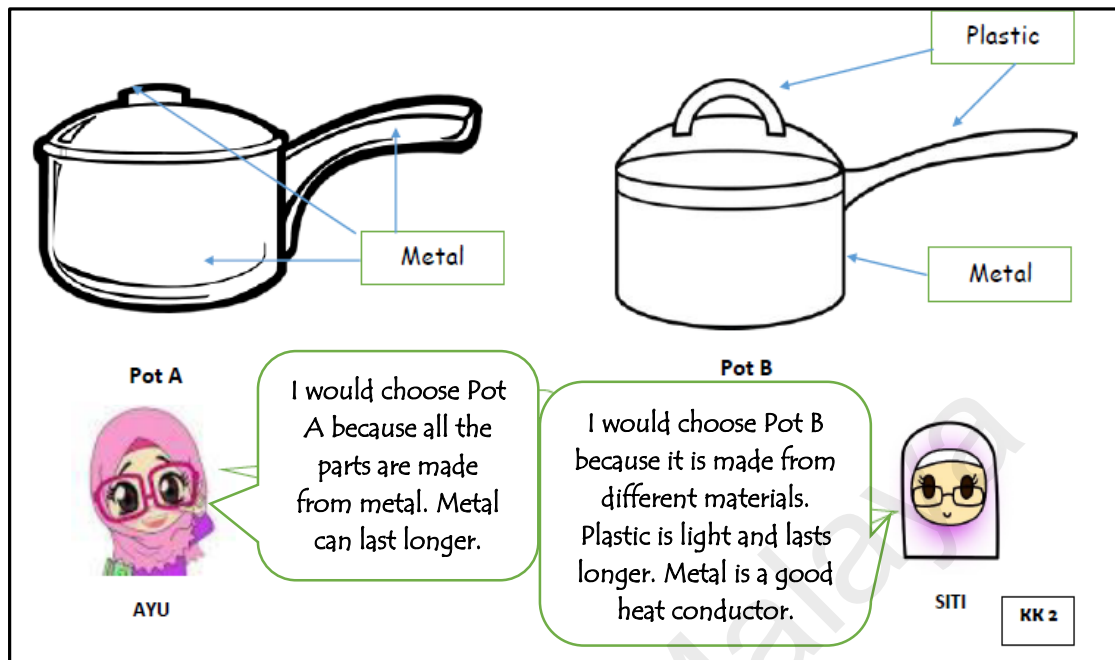 Plastic
Metal
Metal
Pot A
Pot B
I would choose Pot
A because all the
parts are made
from metal. Metal
can last longer.
I would choose Pot B
because it is made from
different materials.
Plastic is light and lasts
longer. Metal is a good
heat conductor.
AYU
SITI
KK 2
Malaya